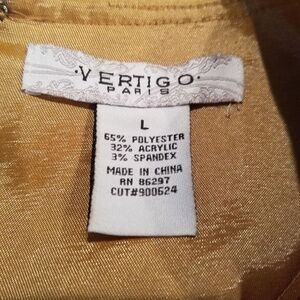 ·VERTIGO·
PARIS
L
65% POLYESTER
32% ACRYLIC
3% SPANDEX
MADE IN CHINA
RN 86297
CUT#900624